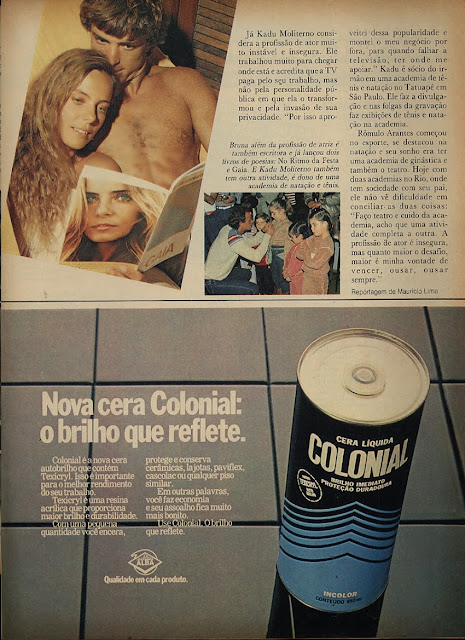 GAIA
Já Kadu Moliterno consi-
dera a profissão de ator mui-
to instável e insegura. Ele
trabalhou muito para chegar
onde está e acredita que a TV
paga pelo seu trabalho, mas
não pela personalidade pú-
blica em que ela o transfor-
mou e pela invasão de sua
privacidade. "Por isso apro-
veitei dessa popularidade e
montei o meu negócio por
fora, para quando falhar a
televisão, ter onde me
apoiar." Kadu é sócio do ir-
mão em uma academia de tê-
nis e natação no Tatuapé em
São Paulo. Ele faz a divulga-
ção e nas folgas da gravação
faz exibições de tênis e nata-
ção na academia.
Rômulo Arantes começou
no esporte, se destacou na
natação e seu sonho era ter
uma academia de ginástica e
também o teatro. Hoje com
duas academias no Rio, onde
tem sociedade com seu pai,
ele não vê dificuldade em
conciliar as duas coisas:
"Faço teatro e cuido da aca-
demia, acho que uma ativi-
dade completa a outra. A
profissão de ator é insegura,
mas quanto maior o desafio,
maior é minha vontade de
vencer, ousar, ousar
sempre."
Reportagem de Mauricio Lima
Bruna além da profissão de atriz é
também escritora e já lançou dois
livros de poesias: No Ritmo da Festa
e Gaia. E Kadu Moliterno também
tem outra atividade, é dono de uma
academia de natação e tênis.
Nova cera Colonial:
o brilho que reflete.
Colonial é a nova cera
autobrilho que contém
Texicryl. Isso é importante
para o melhor rendimento
do seu trabalho.
Texicryl é uma resina
acrílica que proporciona
maior brilho e durabilidade.
Com uma pequena
quantidade você encera,
protege e conserva
cerâmicas, lajotas, paviflex,
cascolac ou qualquer piso
similar.
Em outras palavras,
você faz economia
e seu assoalho fica muito
mais bonito.
Use Colonial. O brilho
que reflete.
ALBA
Qualidade em cada produto.
CERA LÍQUIDA
COLONIAL
BRILHO IMEDIATO
PROTEÇÃO DURADOURA
TEXICRYL
INCOLOR
CONTEÚDO